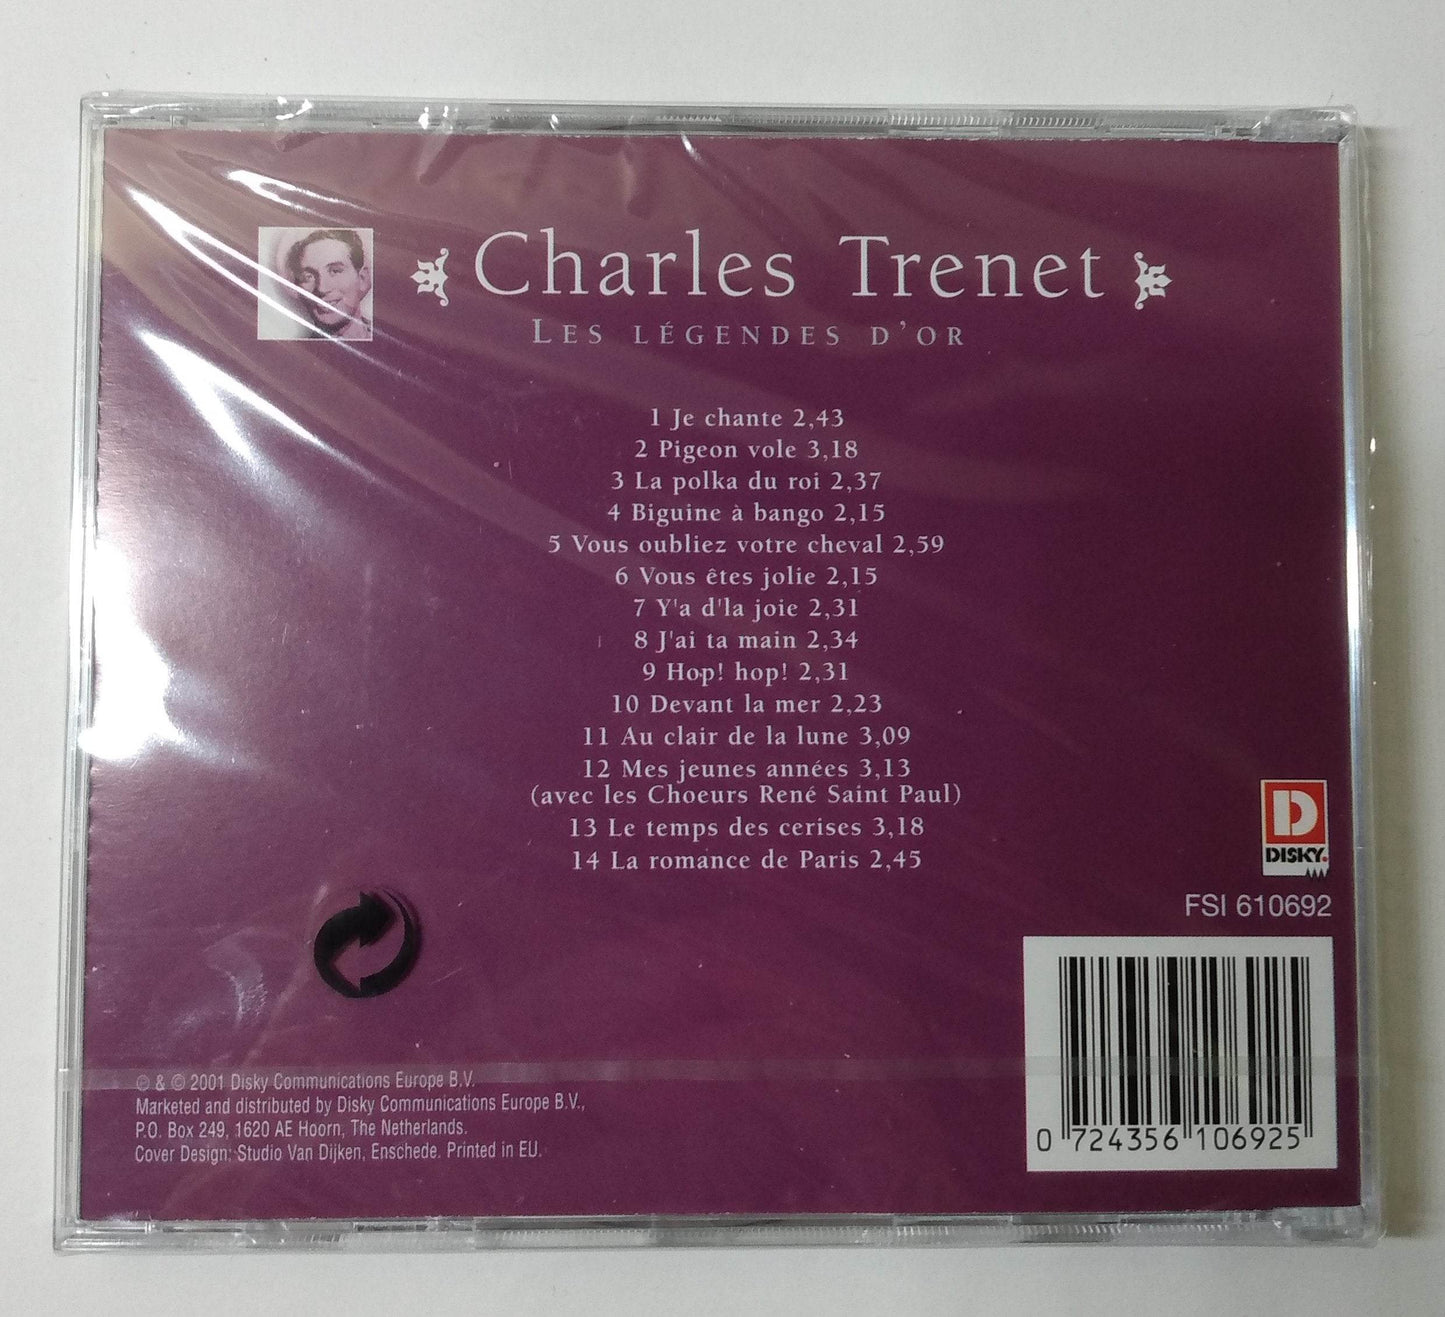 Charles Trenet
LES LÉGENDES D'OR
1 Je chante 2,43
2 Pigeon vole 3,18
3 La polka du roi 2,37
4 Biguine à bango 2,15
5 Vous oubliez votre cheval 2,59
6 Vous êtes jolie 2,15
7 Y'a d'la joie 2,31
8 J'ai ta main 2,34
9 Hop! hop! 2,31
10 Devant la mer 2,23
11 Au clair de la lune 3,09
12 Mes jeunes années 3,13
(avec les Choeurs René Saint Paul)
13 Le temps des cerises 3,18
14 La romance de Paris 2,45
D
DISKY.
FSI 610692
0 724356 106925
℗ & © 2001 Disky Communications Europe B.V.
Marketed and distributed by Disky Communications Europe B.V.,
P.O. Box 249, 1620 AE Hoorn, The Netherlands.
Cover Design: Studio Van Dijken, Enschede. Printed in EU.